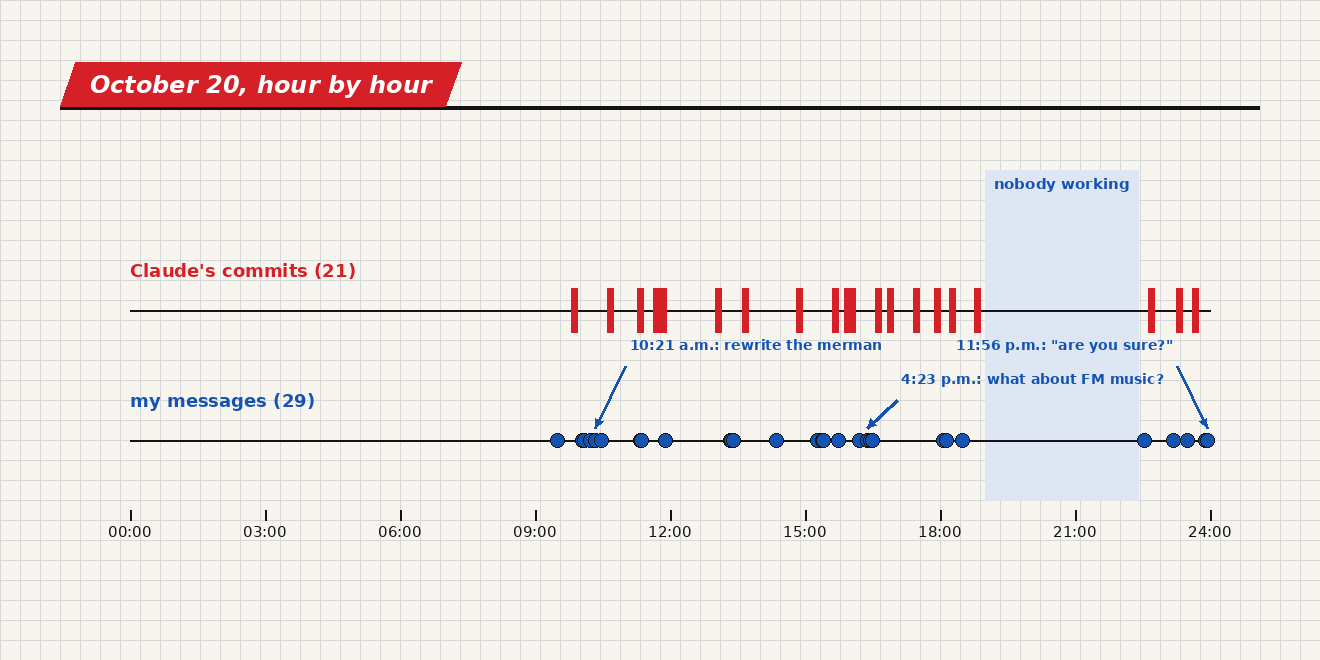 October 20, hour by hour
nobody working
Claude's commits (21)
10:21 a.m.: rewrite the merman
11:56 p.m.: "are you sure?"
4:23 p.m.: what about FM music?
my messages (29)
00:00
03:00
06:00
09:00
12:00
15:00
18:00
21:00
24:00